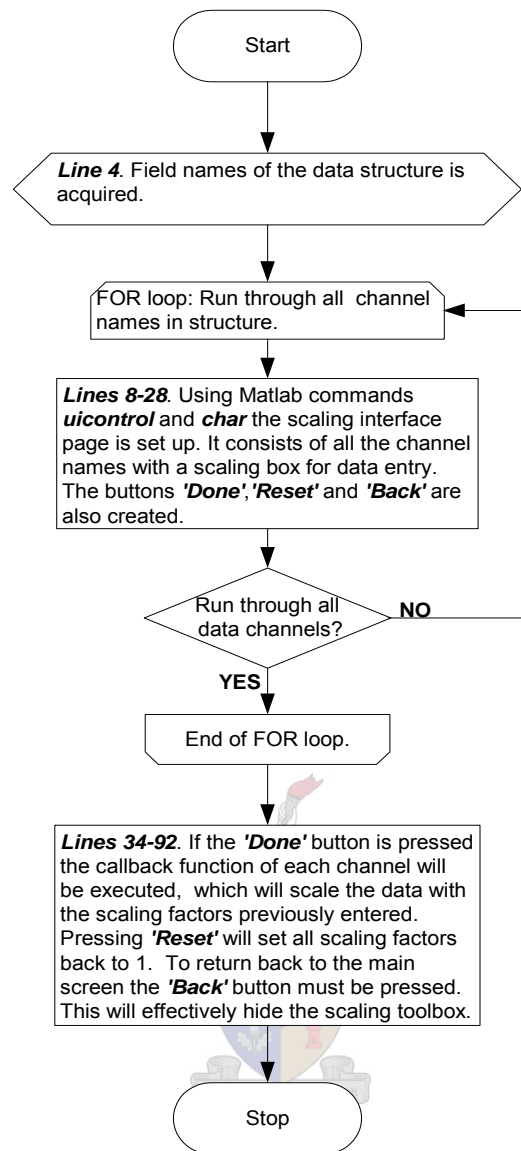 Start
Line 4. Field names of the data structure is
acquired.
FOR loop: Run through all  channel
names in structure.
Lines 8-28. Using Matlab commands
uicontrol and char the scaling interface
page is set up. It consists of all the channel
names with a scaling box for data entry.
The buttons 'Done','Reset' and 'Back' are
also created.
Run through all
data channels?
NO
YES
End of FOR loop.
Lines 34-92. If the 'Done' button is pressed
the callback function of each channel will
be executed,  which will scale the data with
the scaling factors previously entered.
Pressing 'Reset' will set all scaling factors
back to 1.  To return back to the main
screen the 'Back' button must be pressed.
This will effectively hide the scaling toolbox.
Stop